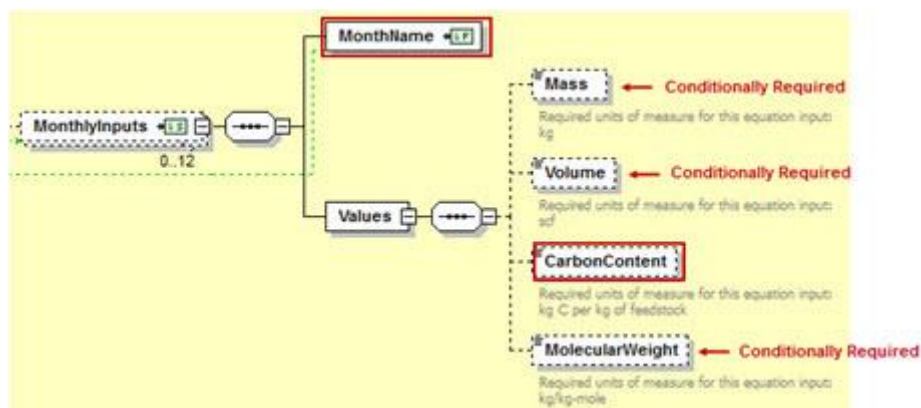 MonthName
Mass
Conditionally Required
Required units of measure for this equation input:
kg
MonthlyInputs
0..12
Volume
Conditionally Required
Required units of measure for this equation input:
scf
Values
CarbonContent
Required units of measure for this equation input:
kg C per kg of feedstock
MolecularWeight
Conditionally Required
Required units of measure for this equation input:
kg/kg-mole